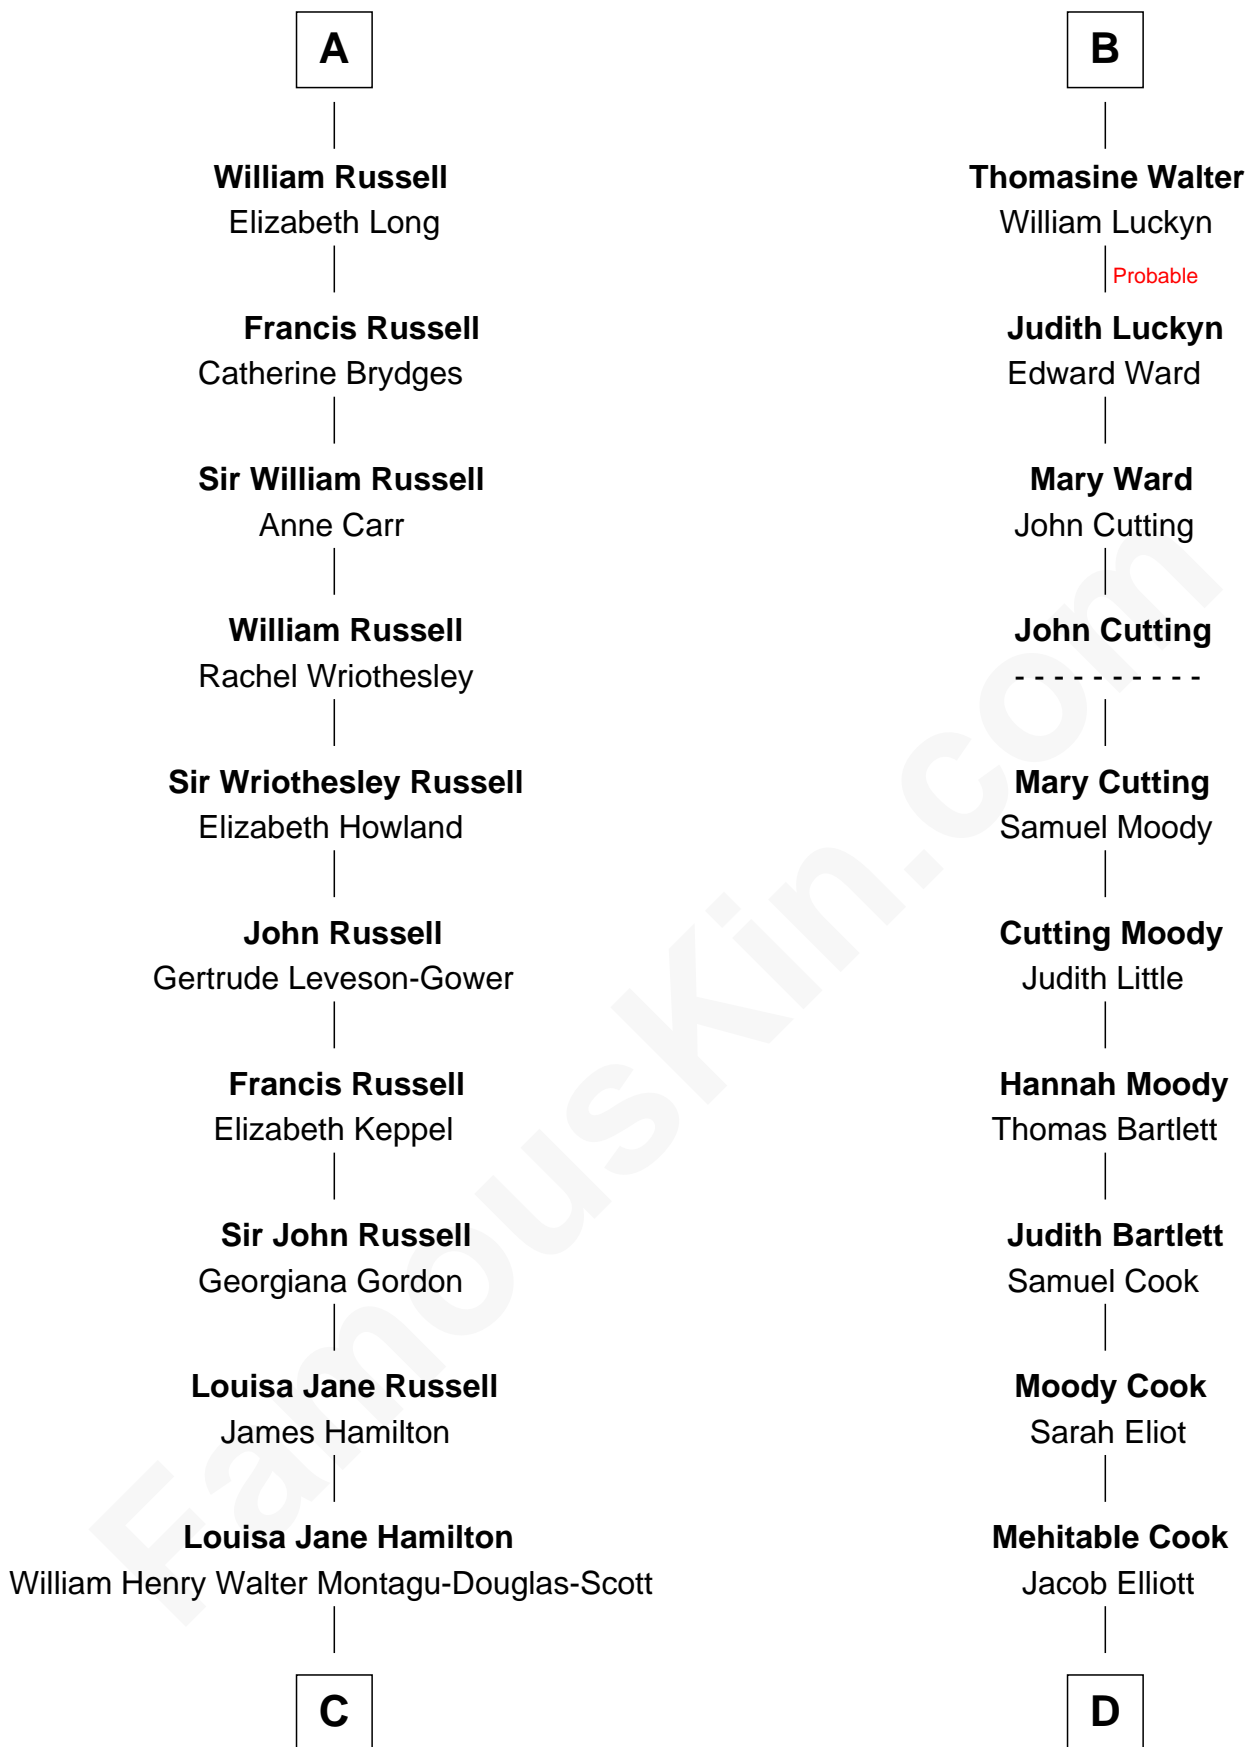 A
William Russell
Elizabeth Long
Francis Russell
Catherine Brydges
Sir William Russell
Anne Carr
William Russell
Rachel Wriothesley
Sir Wriothesley Russell
Elizabeth Howland
John Russell
Gertrude Leveson-Gower
Francis Russell
Elizabeth Keppel
Sir John Russell
Georgiana Gordon
Louisa Jane Russell
James Hamilton
Louisa Jane Hamilton
William Henry Walter Montagu-Douglas-Scott
C
B
Thomasine Walter
William Luckyn
Probable
Judith Luckyn
Edward Ward
Mary Ward
John Cutting
John Cutting
- - - - - - - - - -
Mary Cutting
Samuel Moody
Cutting Moody
Judith Little
Hannah Moody
Thomas Bartlett
Judith Bartlett
Samuel Cook
Moody Cook
Sarah Eliot
Mehitable Cook
Jacob Elliott
D
FamousKin.com